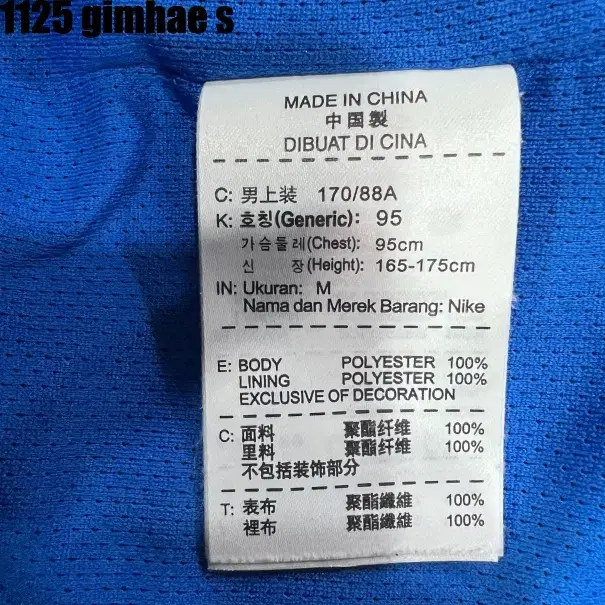 1125 gimhae s
MADE IN CHINA
中国製
DIBUAT DI CINA
C: 男上装 170/88A
K: 호칭(Generic): 95
가슴둘레(Chest): 95cm
신 장(Height): 165-175cm
IN: Ukuran: M
Nama dan Merek Barang: Nike
E: BODY POLYESTER 100%
LINING POLYESTER 100%
EXCLUSIVE OF DECORATION
C: 面料 聚酯纤维 100%
里料 聚酯纤维 100%
不包括装饰部分
T: 表布 聚酯纖維 100%
裡布 聚酯纖維 100%